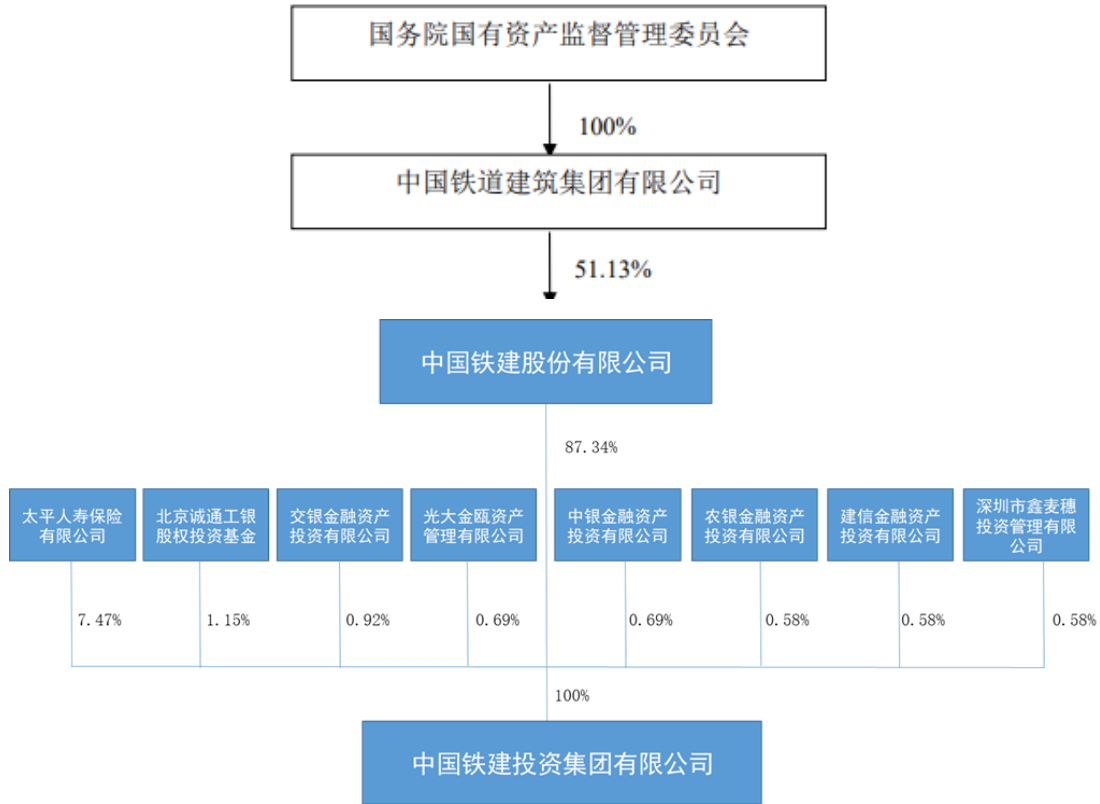 国务院国有资产监督管理委员会
100%
中国铁道建筑集团有限公司
51.13%
中国铁建股份有限公司
87.34%
太平人寿保险
有限公司
北京诚通工银
股权投资基金
交银金融资产
投资有限公司
光大金瓯资产
管理有限公司
中银金融资产
投资有限公司
农银金融资产
投资有限公司
建信金融资产
投资有限公司
深圳市鑫麦穗
投资管理有限
公司
7.47%
1.15%
0.92%
0.69%
0.69%
0.58%
0.58%
0.58%
100%
中国铁建投资集团有限公司